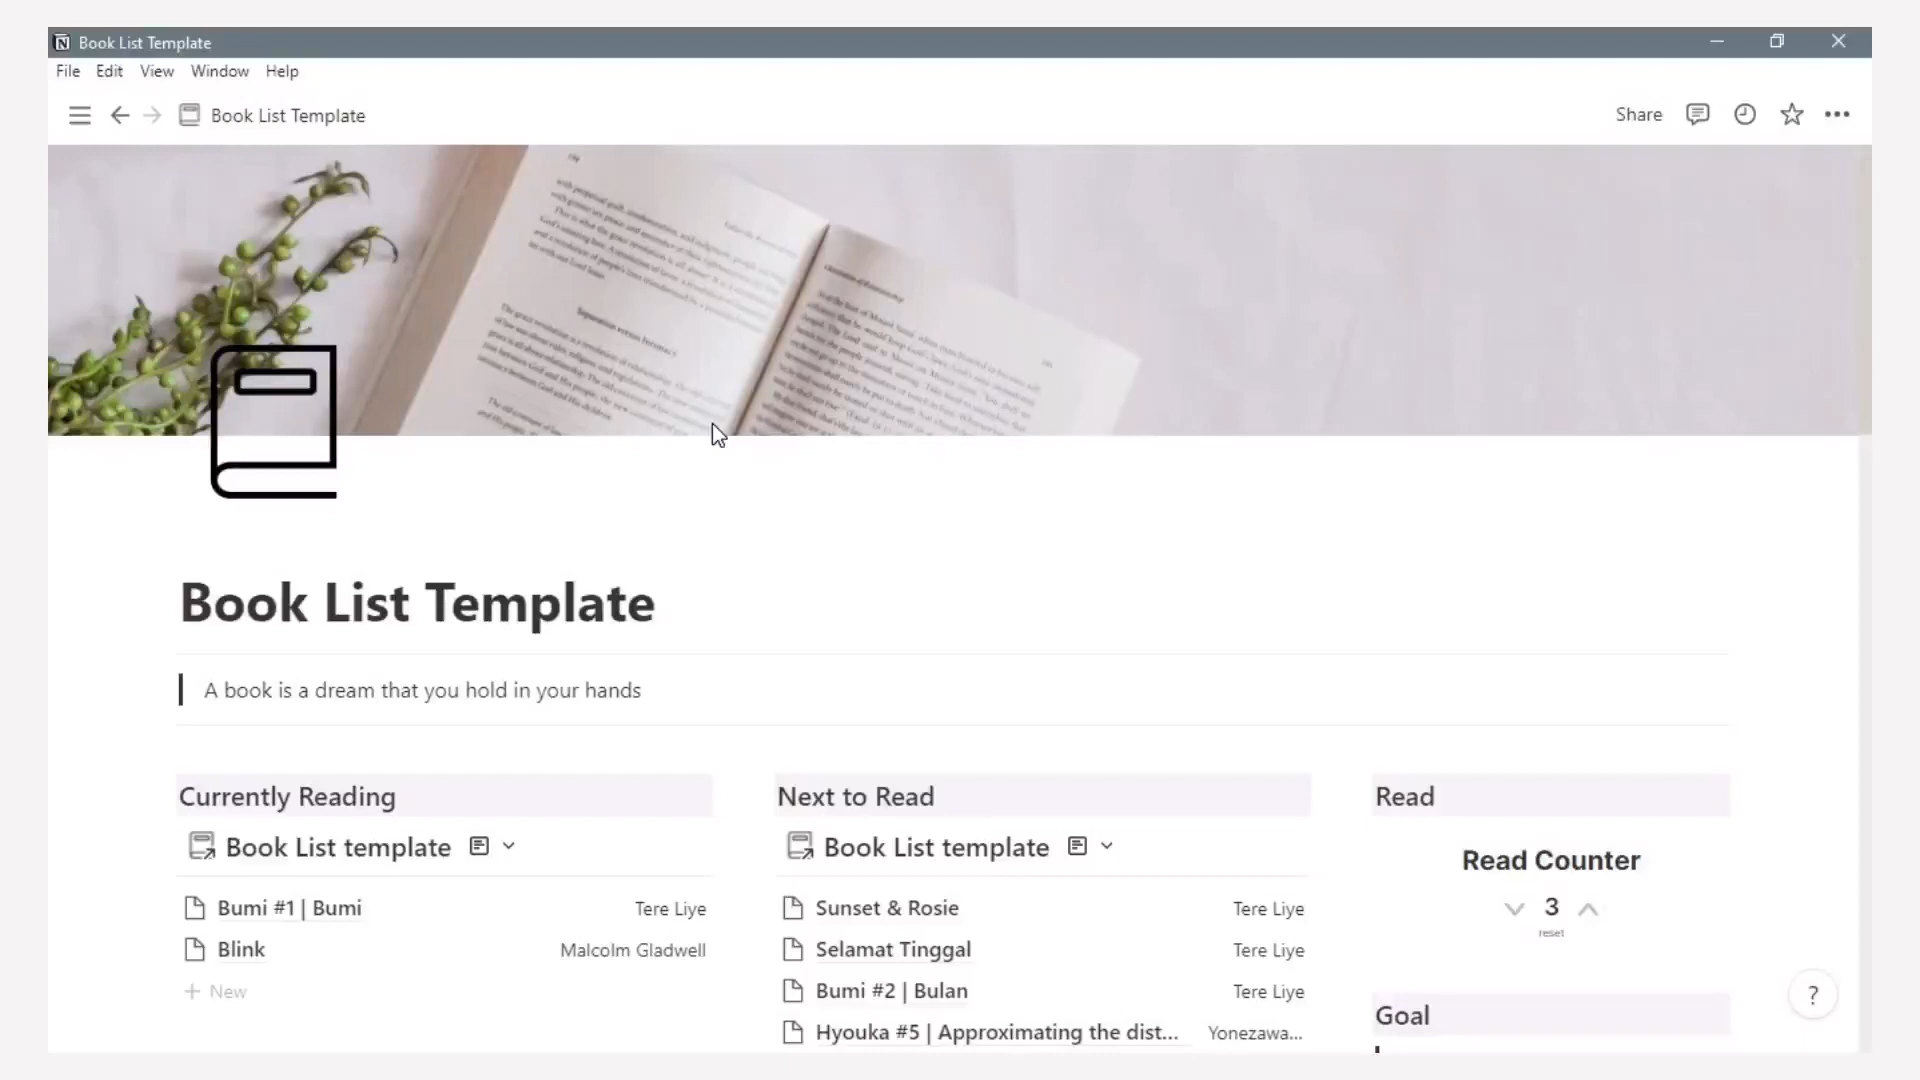 Book List Template
File Edit View Window Help
Book List Template
Share
Separation versus Intimacy
Book List Template
A book is a dream that you hold in your hands
Currently Reading
Book List template
Bumi #1 | Bumi Tere Liye
Blink Malcolm Gladwell
+ New
Next to Read
Book List template
Sunset & Rosie Tere Liye
Selamat Tinggal Tere Liye
Bumi #2 | Bulan Tere Liye
Hyouka #5 | Approximating the dist... Yonezawa...
Read
Read Counter
3
reset
Goal
?